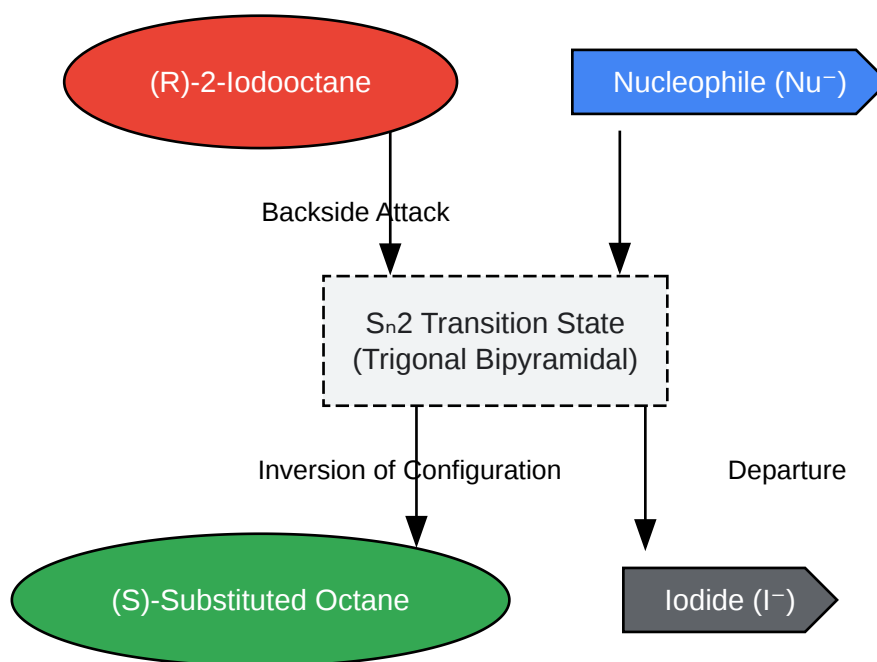 (R)-2-Iodooctane
Nucleophile (Nu⁻)
Backside Attack
Sₙ2 Transition State
(Trigonal Bipyramidal)
Inversion of Configuration
Departure
(S)-Substituted Octane
Iodide (I⁻)